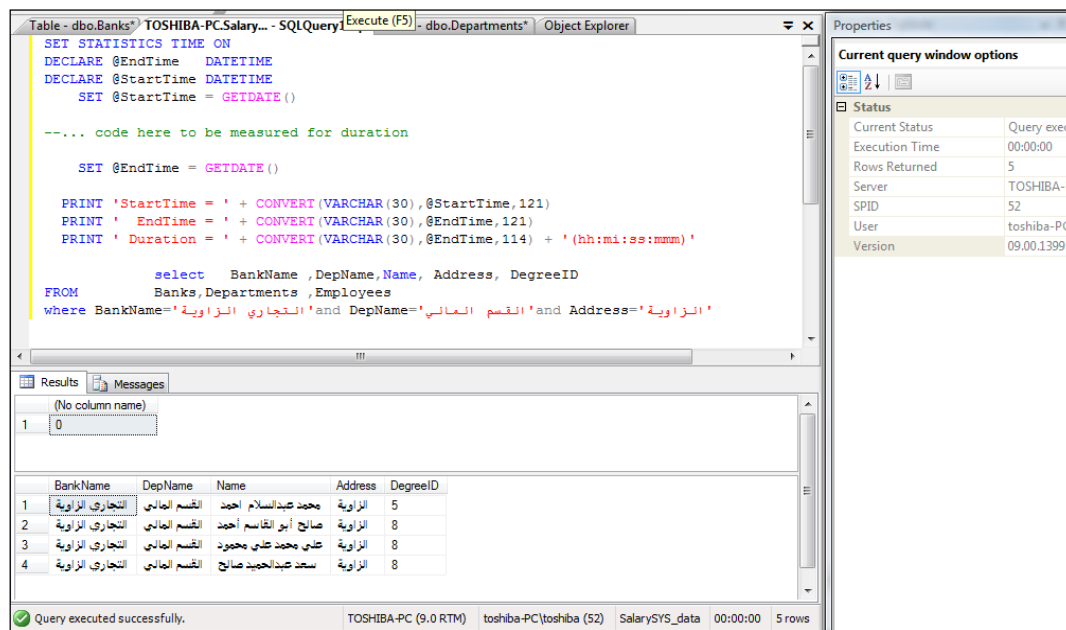 Table - dbo.Banks*
TOSHIBA-PC.Salary... - SQLQuery1
Execute (F5)
- dbo.Departments*
Object Explorer
SET STATISTICS TIME ON
DECLARE @EndTime DATETIME
DECLARE @StartTime DATETIME
SET @StartTime = GETDATE()
--... code here to be measured for duration
SET @EndTime = GETDATE()
PRINT 'StartTime = ' + CONVERT(VARCHAR(30),@StartTime,121)
PRINT '  EndTime = ' + CONVERT(VARCHAR(30),@EndTime,121)
PRINT ' Duration = ' + CONVERT(VARCHAR(30),@EndTime,114) + '(hh:mi:ss:mmm)'
select BankName ,DepName,Name, Address, DegreeID
FROM Banks,Departments ,Employees
where BankName='التجاري الزاوية'and DepName='القسم المالي'and Address='الزاوية'
Results
Messages
(No column name)
1 0
BankName DepName Name Address DegreeID
1 التجاري الزاوية القسم المالي محمد عبدالسلام احمد الزاوية 5
2 التجاري الزاوية القسم المالي صالح أبو القاسم أحمد الزاوية 8
3 التجاري الزاوية القسم المالي علي محمد علي محمود الزاوية 8
4 التجاري الزاوية القسم المالي سعد عبدالحميد صالح الزاوية 8
Query executed successfully.
TOSHIBA-PC (9.0 RTM)
toshiba-PC\toshiba (52)
SalarySYS_data
00:00:00
5 rows
Properties
Current query window options
Status
Current Status Query exec
Execution Time 00:00:00
Rows Returned 5
Server TOSHIBA-
SPID 52
User toshiba-PC
Version 09.00.1399